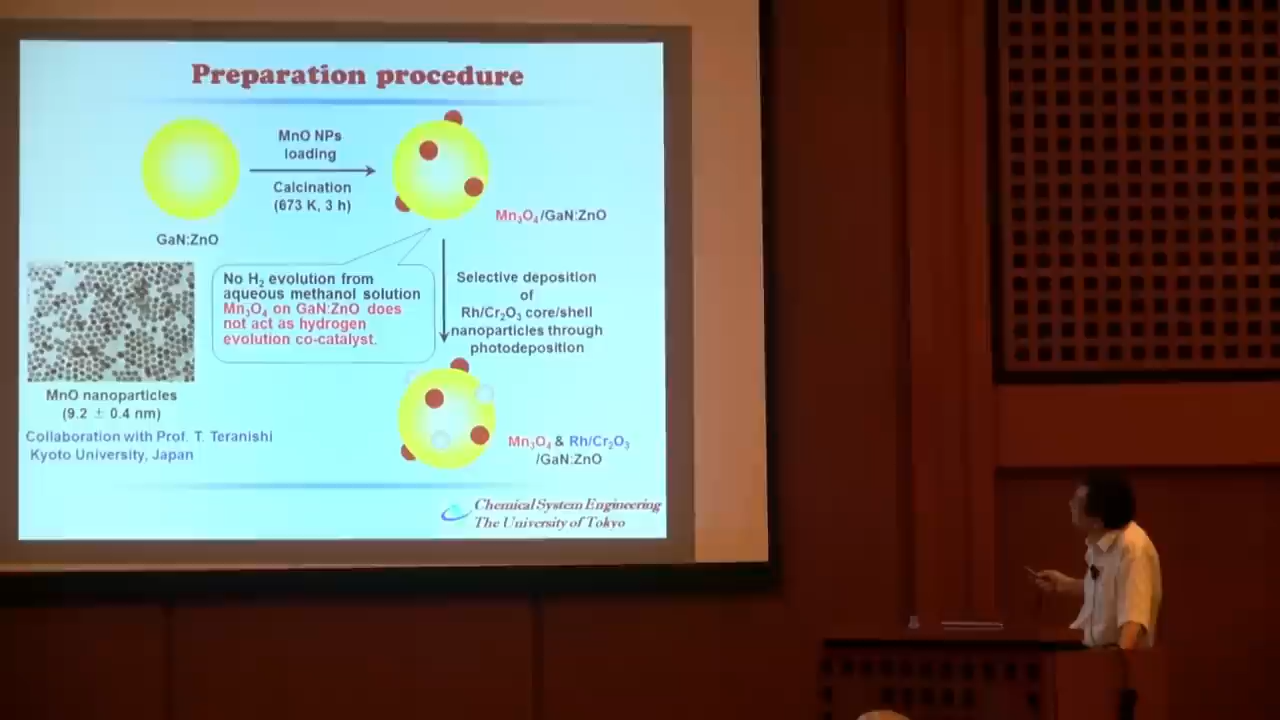 Preparation procedure
MnO NPs
loading
Calcination
(673 K, 3 h)
GaN:ZnO
Mn₃O₄/GaN:ZnO
No H₂ evolution from
aqueous methanol solution
Mn₃O₄ on GaN:ZnO does
not act as hydrogen
evolution co-catalyst.
Selective deposition
of
Rh/Cr₂O₃ core/shell
nanoparticles through
photodeposition
MnO nanoparticles
(9.2 ± 0.4 nm)
Collaboration with Prof. T. Teranishi
Kyoto University, Japan
Mn₃O₄ & Rh/Cr₂O₃
/GaN:ZnO
Chemical System Engineering
The University of Tokyo